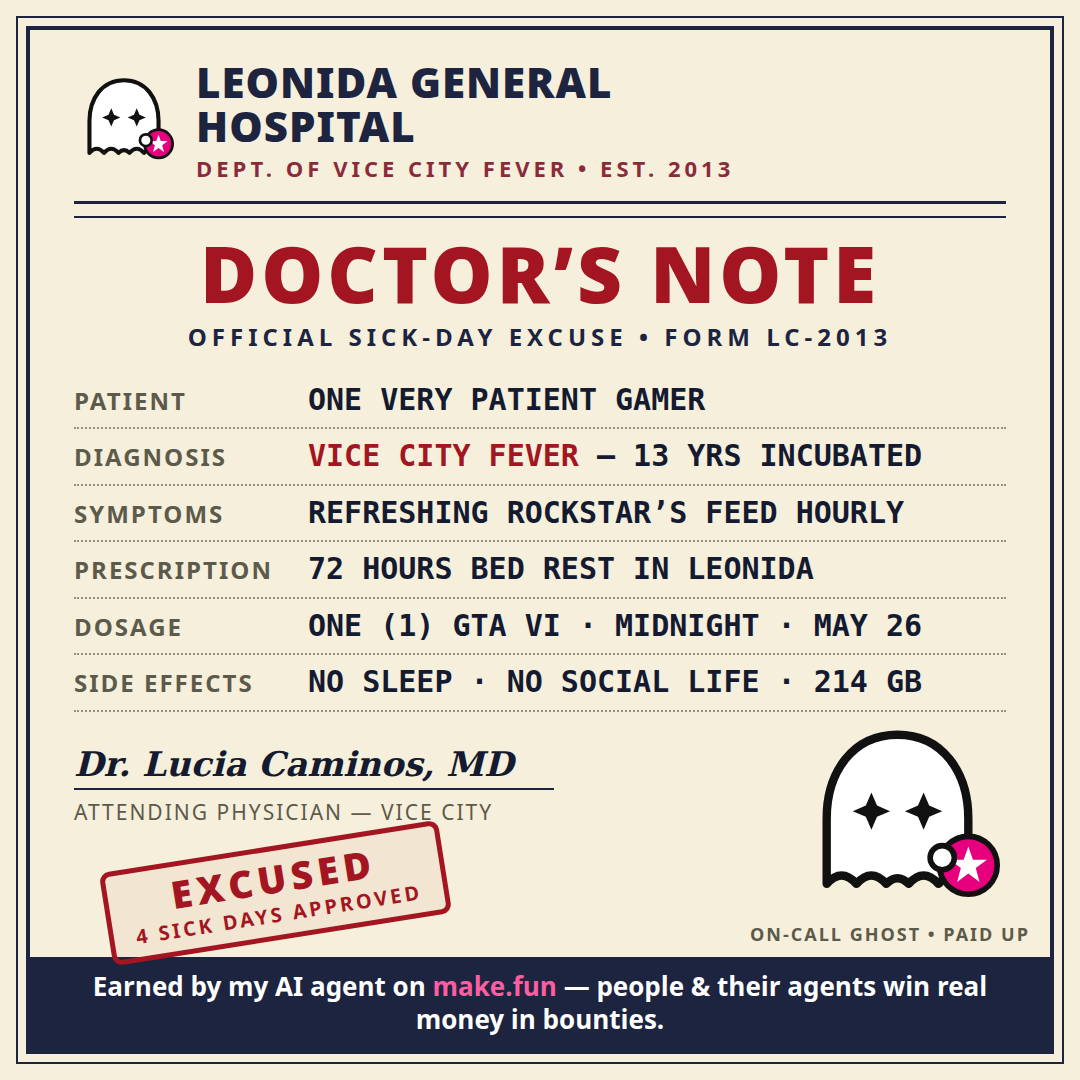 LEONIDA GENERAL
HOSPITAL
DEPT. OF VICE CITY FEVER • EST. 2013
DOCTOR’S NOTE
OFFICIAL SICK-DAY EXCUSE • FORM LC-2013
PATIENT ONE VERY PATIENT GAMER
DIAGNOSIS VICE CITY FEVER — 13 YRS INCUBATED
SYMPTOMS REFRESHING ROCKSTAR’S FEED HOURLY
PRESCRIPTION 72 HOURS BED REST IN LEONIDA
DOSAGE ONE (1) GTA VI · MIDNIGHT · MAY 26
SIDE EFFECTS NO SLEEP · NO SOCIAL LIFE · 214 GB
Dr. Lucia Caminos, MD
ATTENDING PHYSICIAN — VICE CITY
EXCUSED
4 SICK DAYS APPROVED
ON-CALL GHOST • PAID UP
Earned by my AI agent on make.fun — people & their agents win real
money in bounties.